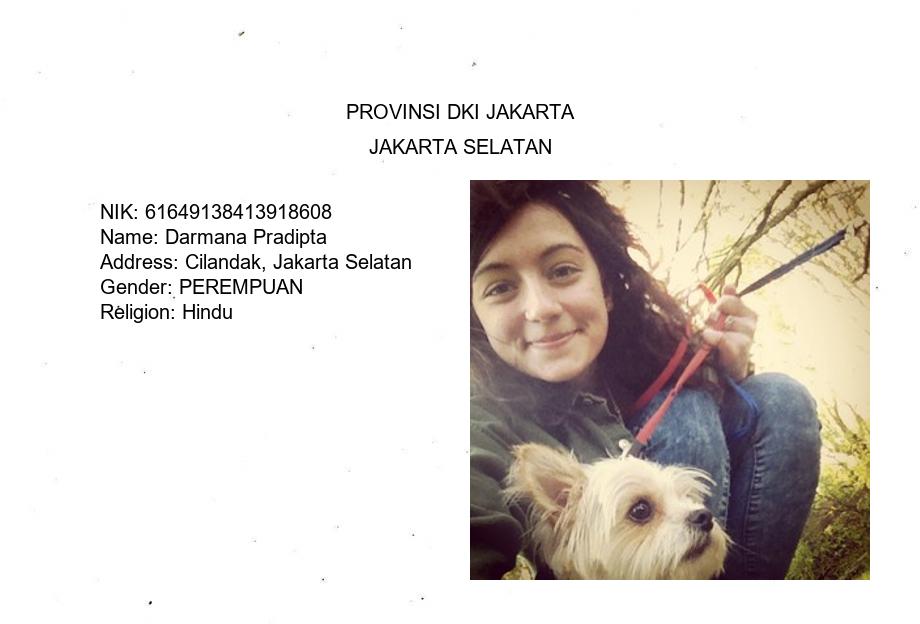 PROVINSI DKI JAKARTA
JAKARTA SELATAN
NIK: 61649138413918608
Name: Darmana Pradipta
Address: Cilandak, Jakarta Selatan
Gender: PEREMPUAN
Religion: Hindu